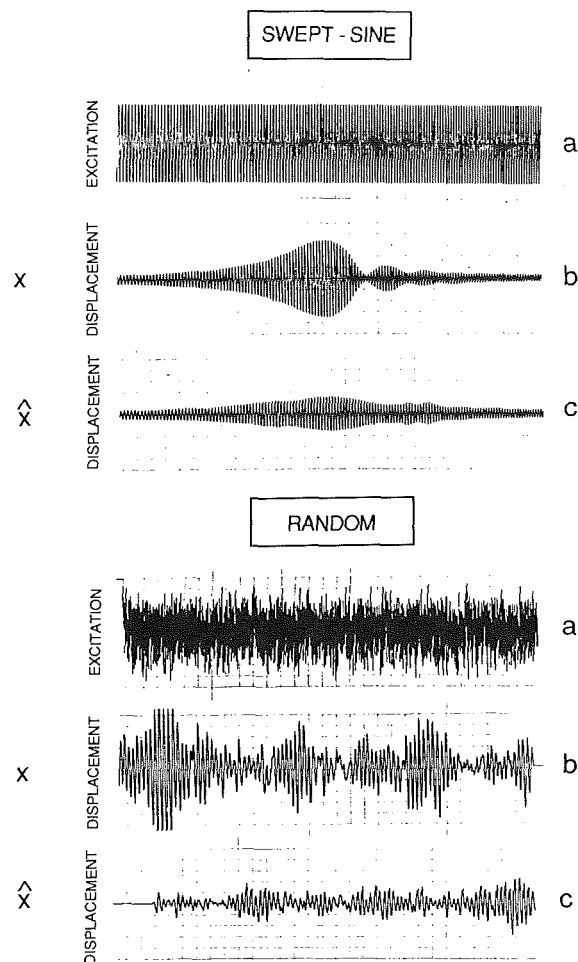 SWEPT - SINE
EXCITATION
a
x
DISPLACEMENT
b
x̂
DISPLACEMENT
c
RANDOM
EXCITATION
a
x
DISPLACEMENT
b
x̂
DISPLACEMENT
c